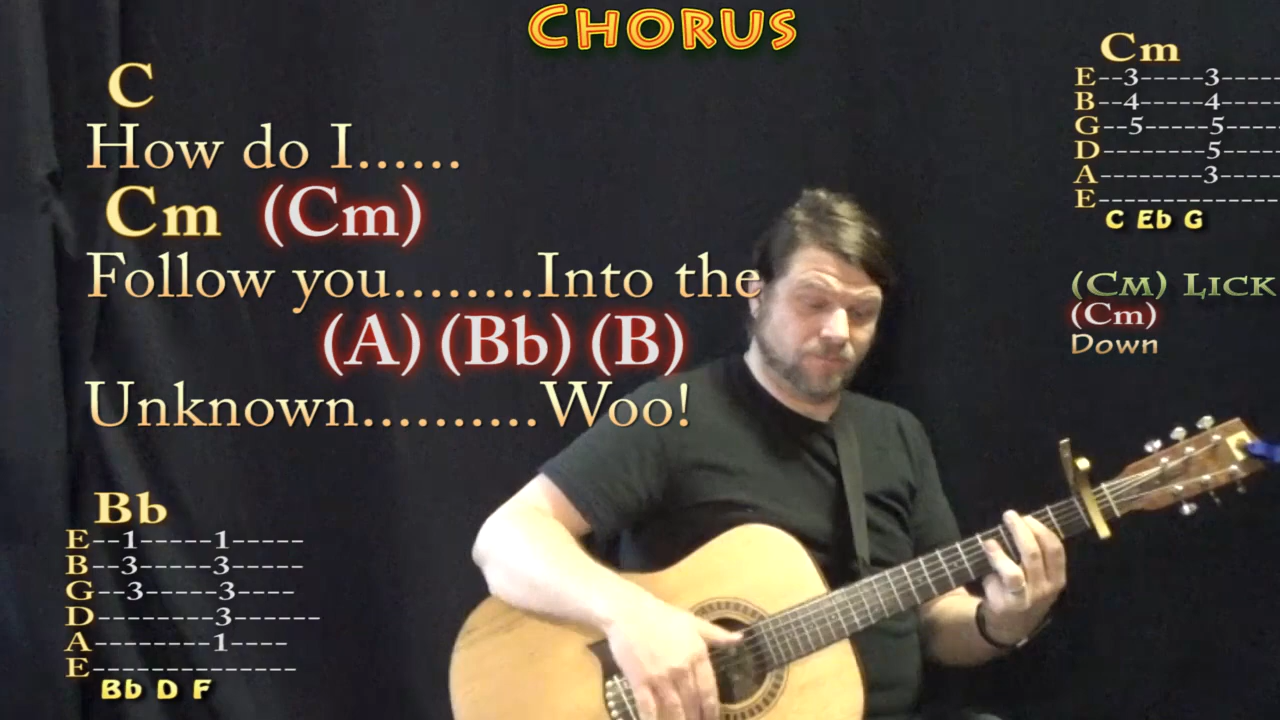 CHORUS
C
How do I......
Cm (Cm)
Follow you........Into the
(A) (Bb) (B)
Unknown..........Woo!
Bb
E--1-----1-----
B--3-----3-----
G--3-----3----
D--------3------
A--------1----
E--------------
Bb D F
Cm
E--3-----3-----
B--4-----4-----
G--5-----5----
D--------5----
A--------3----
E--------------
C Eb G
(CM) LICK
(Cm)
Down